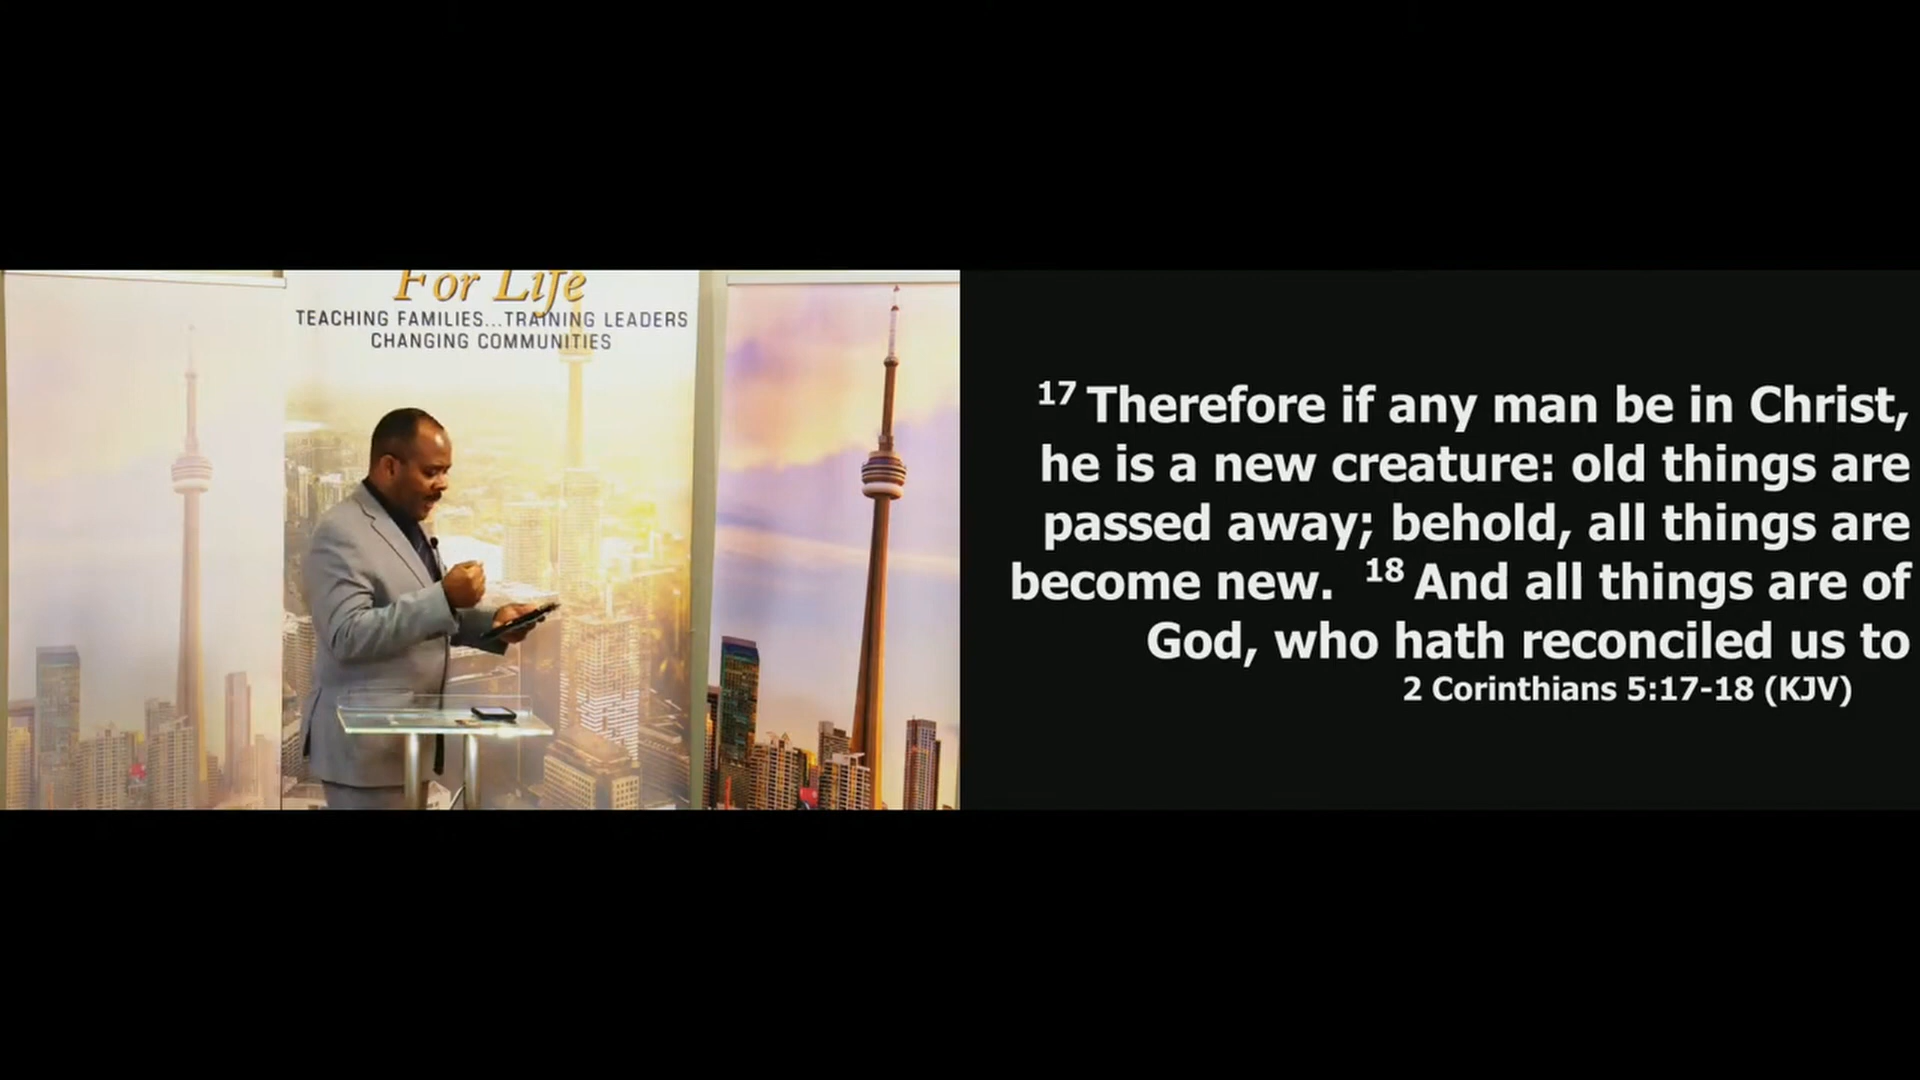 For Life
TEACHING FAMILIES...TRAINING LEADERS
CHANGING COMMUNITIES
17 Therefore if any man be in Christ,
he is a new creature: old things are
passed away; behold, all things are
become new. 18 And all things are of
God, who hath reconciled us to
2 Corinthians 5:17-18 (KJV)